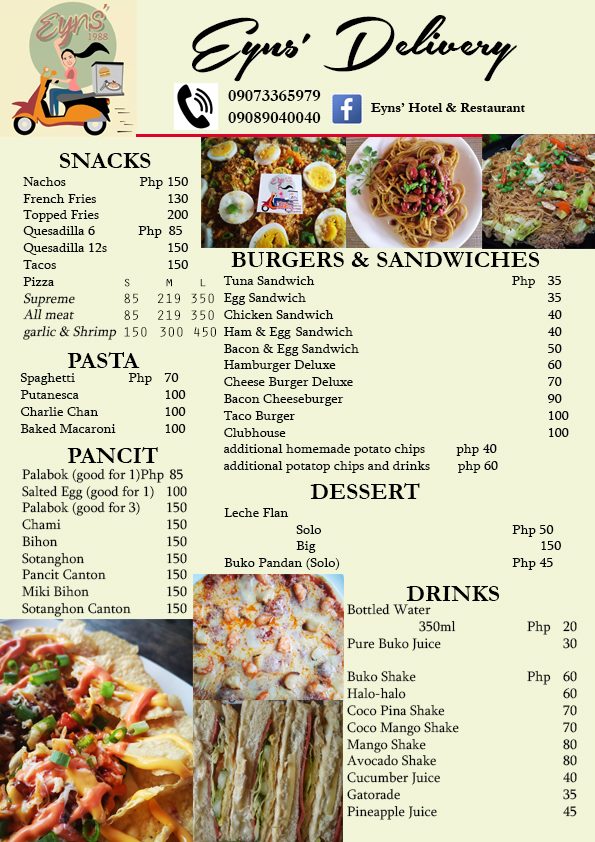 Eyns"
1988
Eyns' Delivery
09073365979
09089040040
f
Eyns' Hotel & Restaurant
SNACKS
Nachos Php 150
French Fries 130
Topped Fries 200
Quesadilla 6 Php 85
Quesadilla 12s 150
Tacos 150
Pizza S M L
Supreme 85 219 350
All meat 85 219 350
garlic & Shrimp 150 300 450
PASTA
Spaghetti Php 70
Putanesca 100
Charlie Chan 100
Baked Macaroni 100
PANCIT
Palabok (good for 1)Php 85
Salted Egg (good for 1) 100
Palabok (good for 3) 150
Chami 150
Bihon 150
Sotanghon 150
Pancit Canton 150
Miki Bihon 150
Sotanghon Canton 150
BURGERS & SANDWICHES
Tuna Sandwich Php 35
Egg Sandwich 35
Chicken Sandwich 40
Ham & Egg Sandwich 40
Bacon & Egg Sandwich 50
Hamburger Deluxe 60
Cheese Burger Deluxe 70
Bacon Cheeseburger 90
Taco Burger 100
Clubhouse 100
additional homemade potato chips php 40
additional potatop chips and drinks php 60
DESSERT
Leche Flan
Solo Php 50
Big 150
Buko Pandan (Solo) Php 45
DRINKS
Bottled Water
350ml Php 20
Pure Buko Juice 30
Buko Shake Php 60
Halo-halo 60
Coco Pina Shake 70
Coco Mango Shake 70
Mango Shake 80
Avocado Shake 80
Cucumber Juice 40
Gatorade 35
Pineapple Juice 45